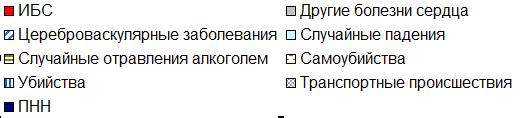 ИБС
Цереброваскулярные заболевания
Случайные отравления алкоголем
Убийства
ПНН
Другие болезни сердца
Случайные падения
Самоубийства
Транспортные происшествия